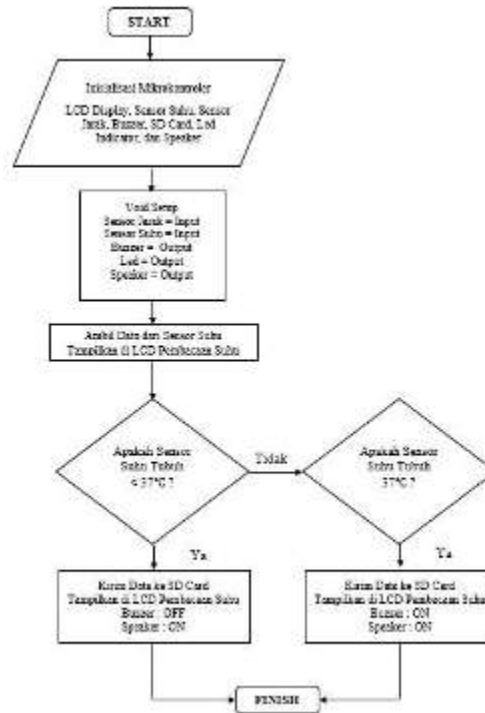 START
Inisialisasi Mikrokontroler
LCD Display, Sensor Suhu, Sensor
Jarak, Buzzer, SD Card, Led
Indicator, dan Speaker
Void Setup
Sensor Jarak = Input
Sensor Suhu = Input
Buzzer = Output
Led = Output
Speaker = Output
Ambil Data dan Sensor Suhu
Tampilkan di LCD Pembacaan Suhu
Apakah Sensor
Suhu Tubuh
≤ 37°C ?
Tidak
Apakah Sensor
Suhu Tubuh
37°C ?
Ya
Ya
Kirim Data ke SD Card
Tampilkan di LCD Pembacaan Suhu
Buzzer : OFF
Speaker : ON
Kirim Data ke SD Card
Tampilkan di LCD Pembacaan Suhu
Buzzer : ON
Speaker : ON
FINISH